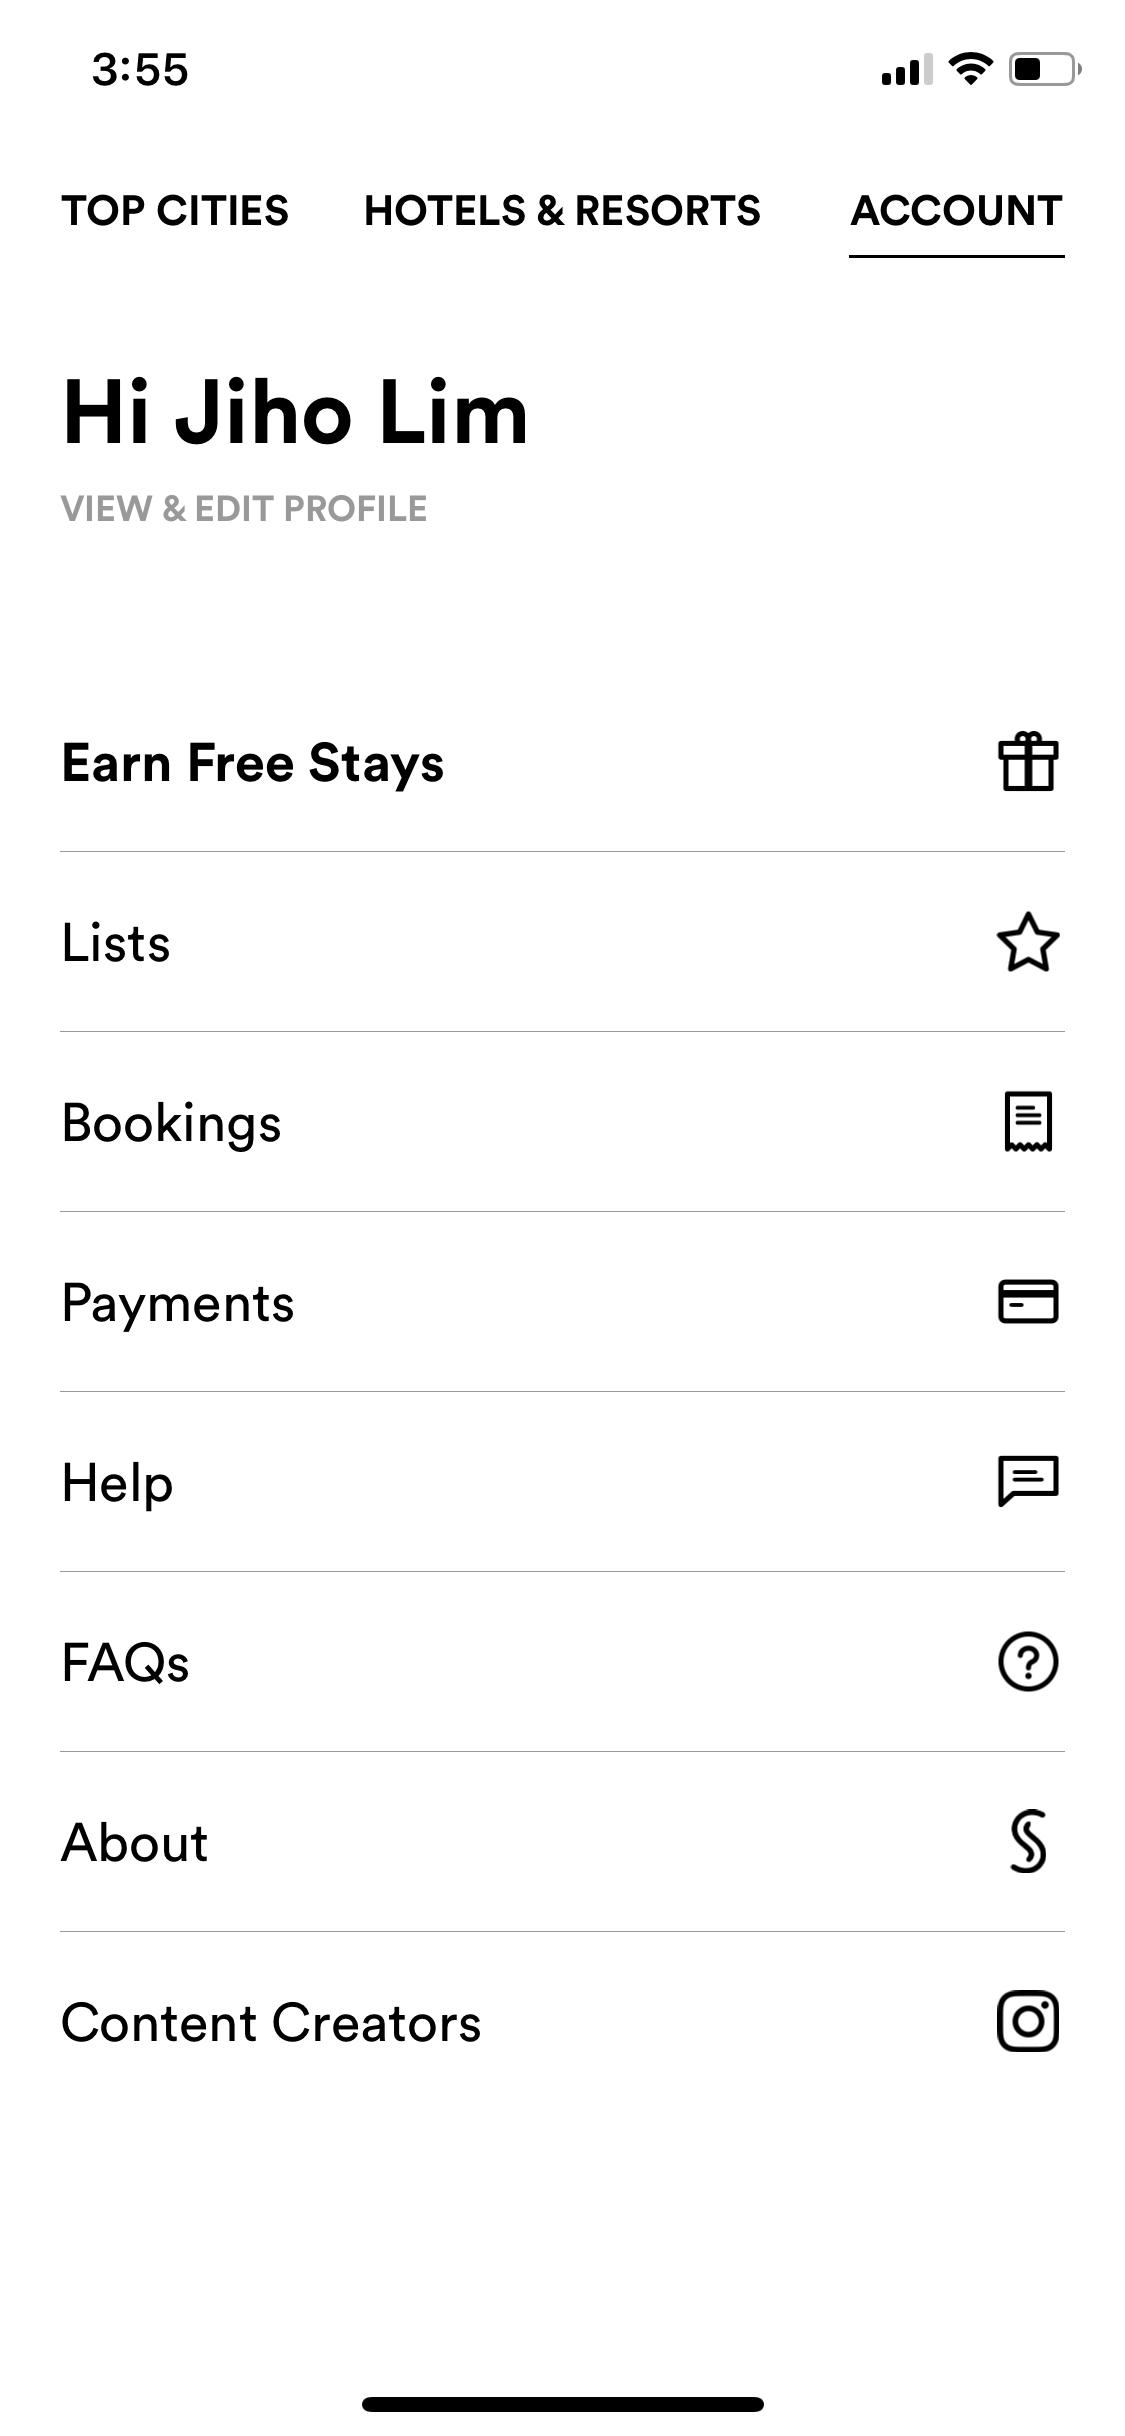 3:55
TOP CITIES
HOTELS & RESORTS
ACCOUNT
Hi Jiho Lim
VIEW & EDIT PROFILE
Earn Free Stays
Lists
Bookings
Payments
Help
FAQs
About
Content Creators